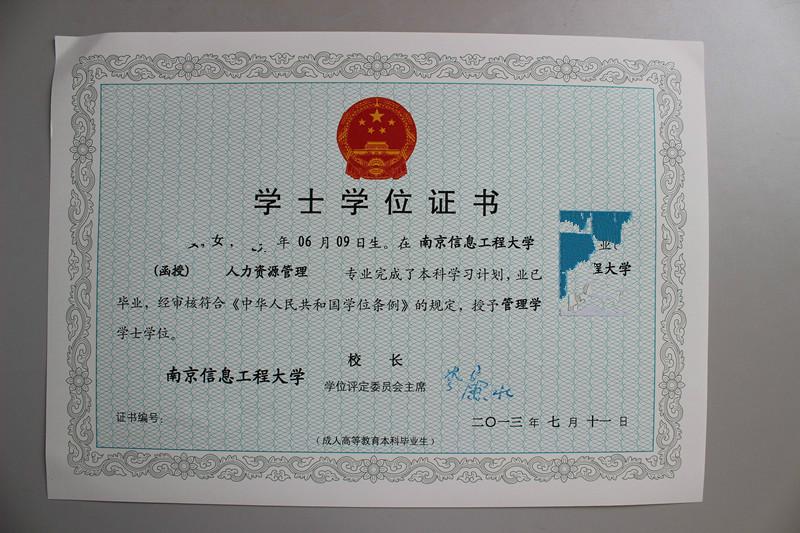 学士学位证书
女， 年 06 月 09 日生。在 南京信息工程大学
（函授） 人力资源管理 专业完成了本科学习计划，业已
毕业，经审核符合《中华人民共和国学位条例》的规定，授予管理学
学士学位。
业
程大学
南京信息工程大学
校 长
学位评定委员会主席
证书编号：
二〇一三 年 七 月 十一 日
（成人高等教育本科毕业生）